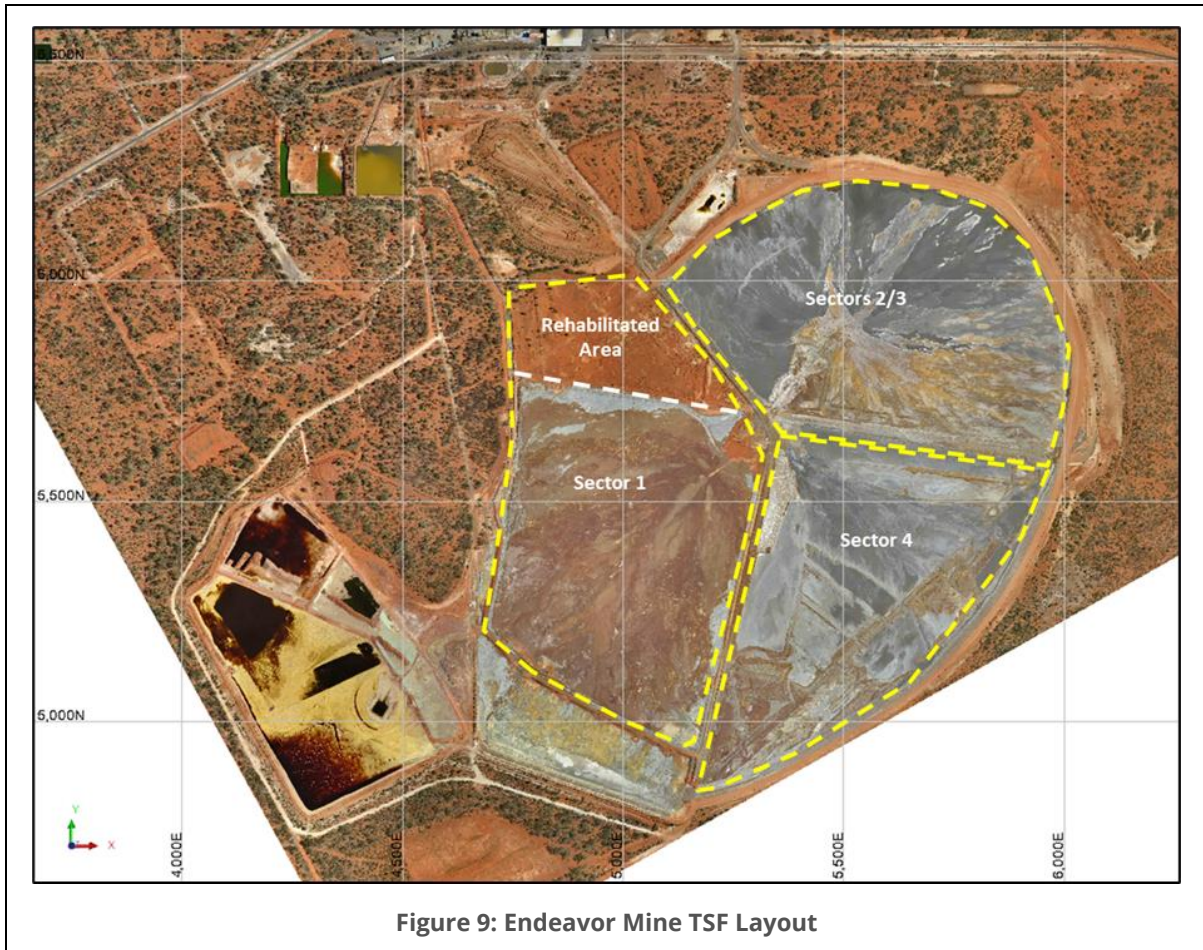 6,500N
6,000N
Sectors 2/3
Rehabilitated
Area
5,500N
Sector 1
Sector 4
5,000N
Y
X
4,000E
4,500E
5,000E
5,500E
6,000E
Figure 9: Endeavor Mine TSF Layout